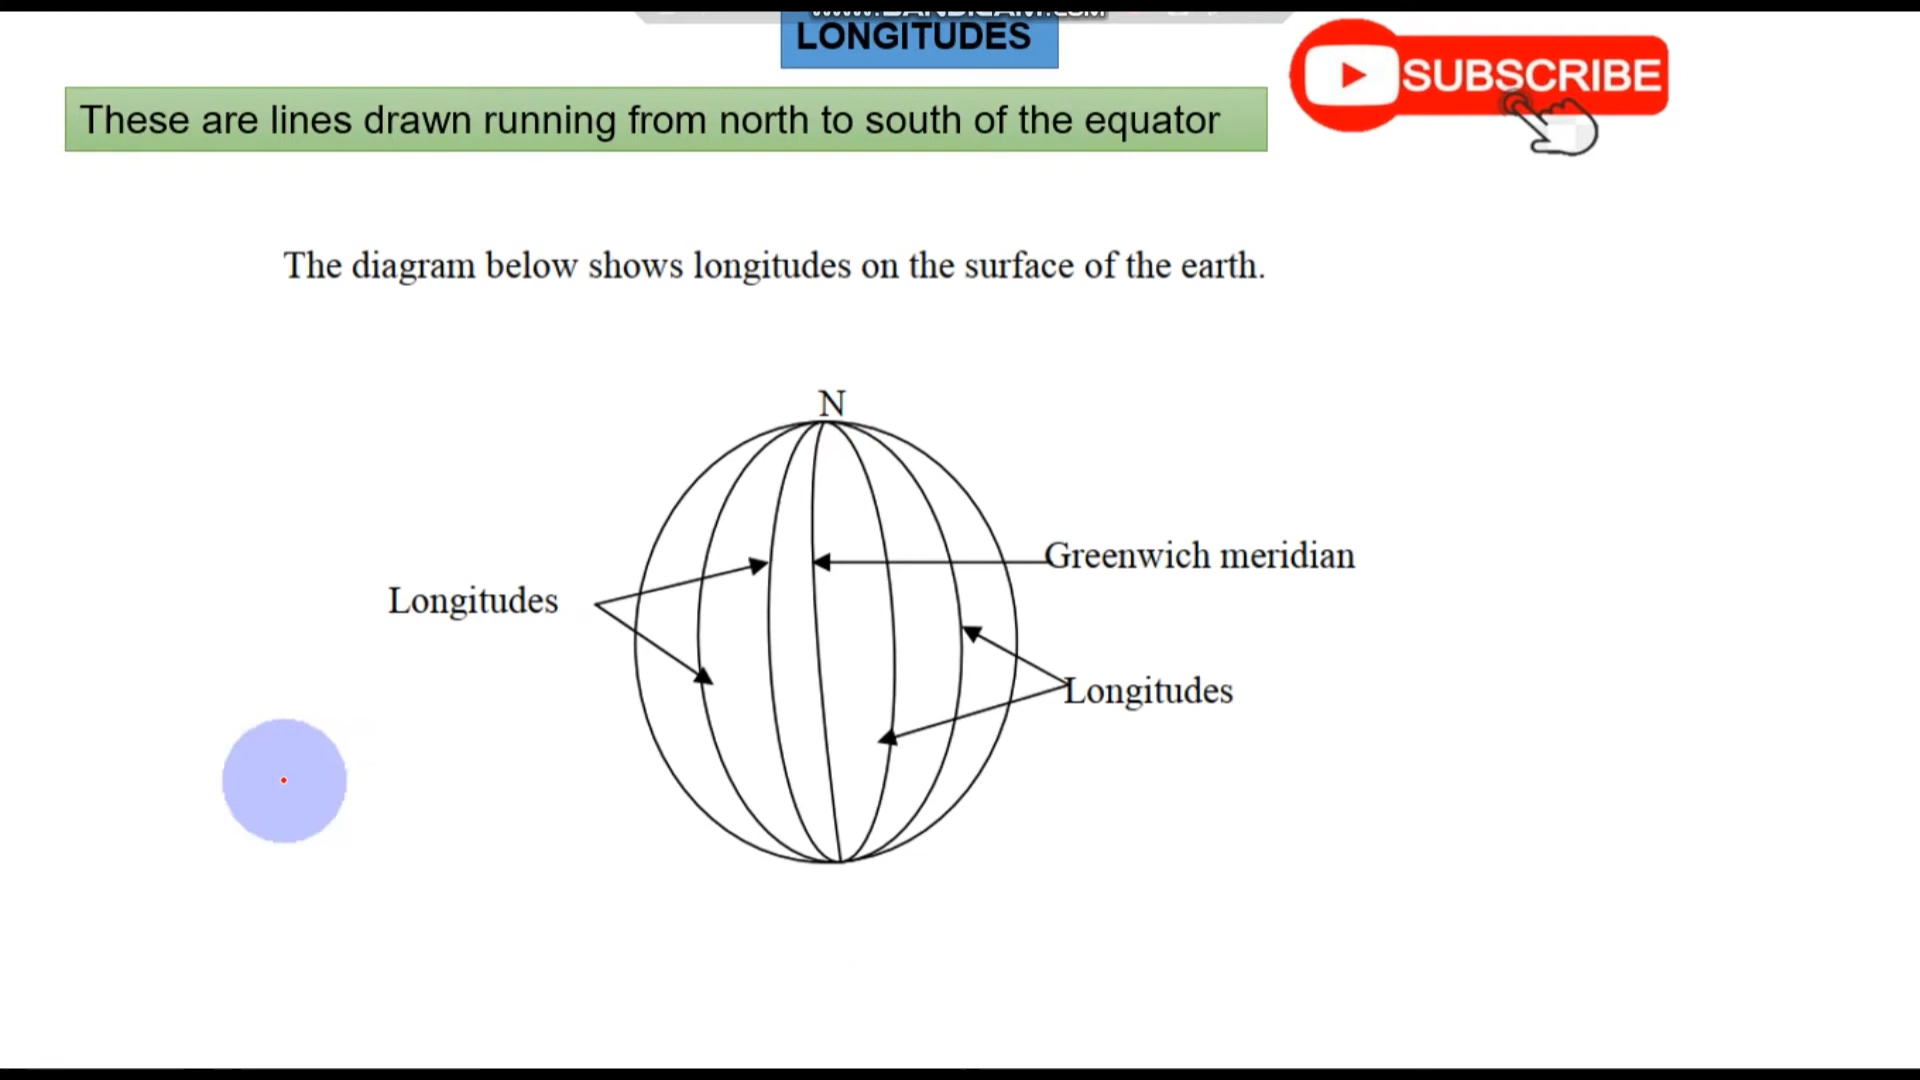 LONGITUDES
SUBSCRIBE
These are lines drawn running from north to south of the equator
The diagram below shows longitudes on the surface of the earth.
N
Greenwich meridian
Longitudes
Longitudes